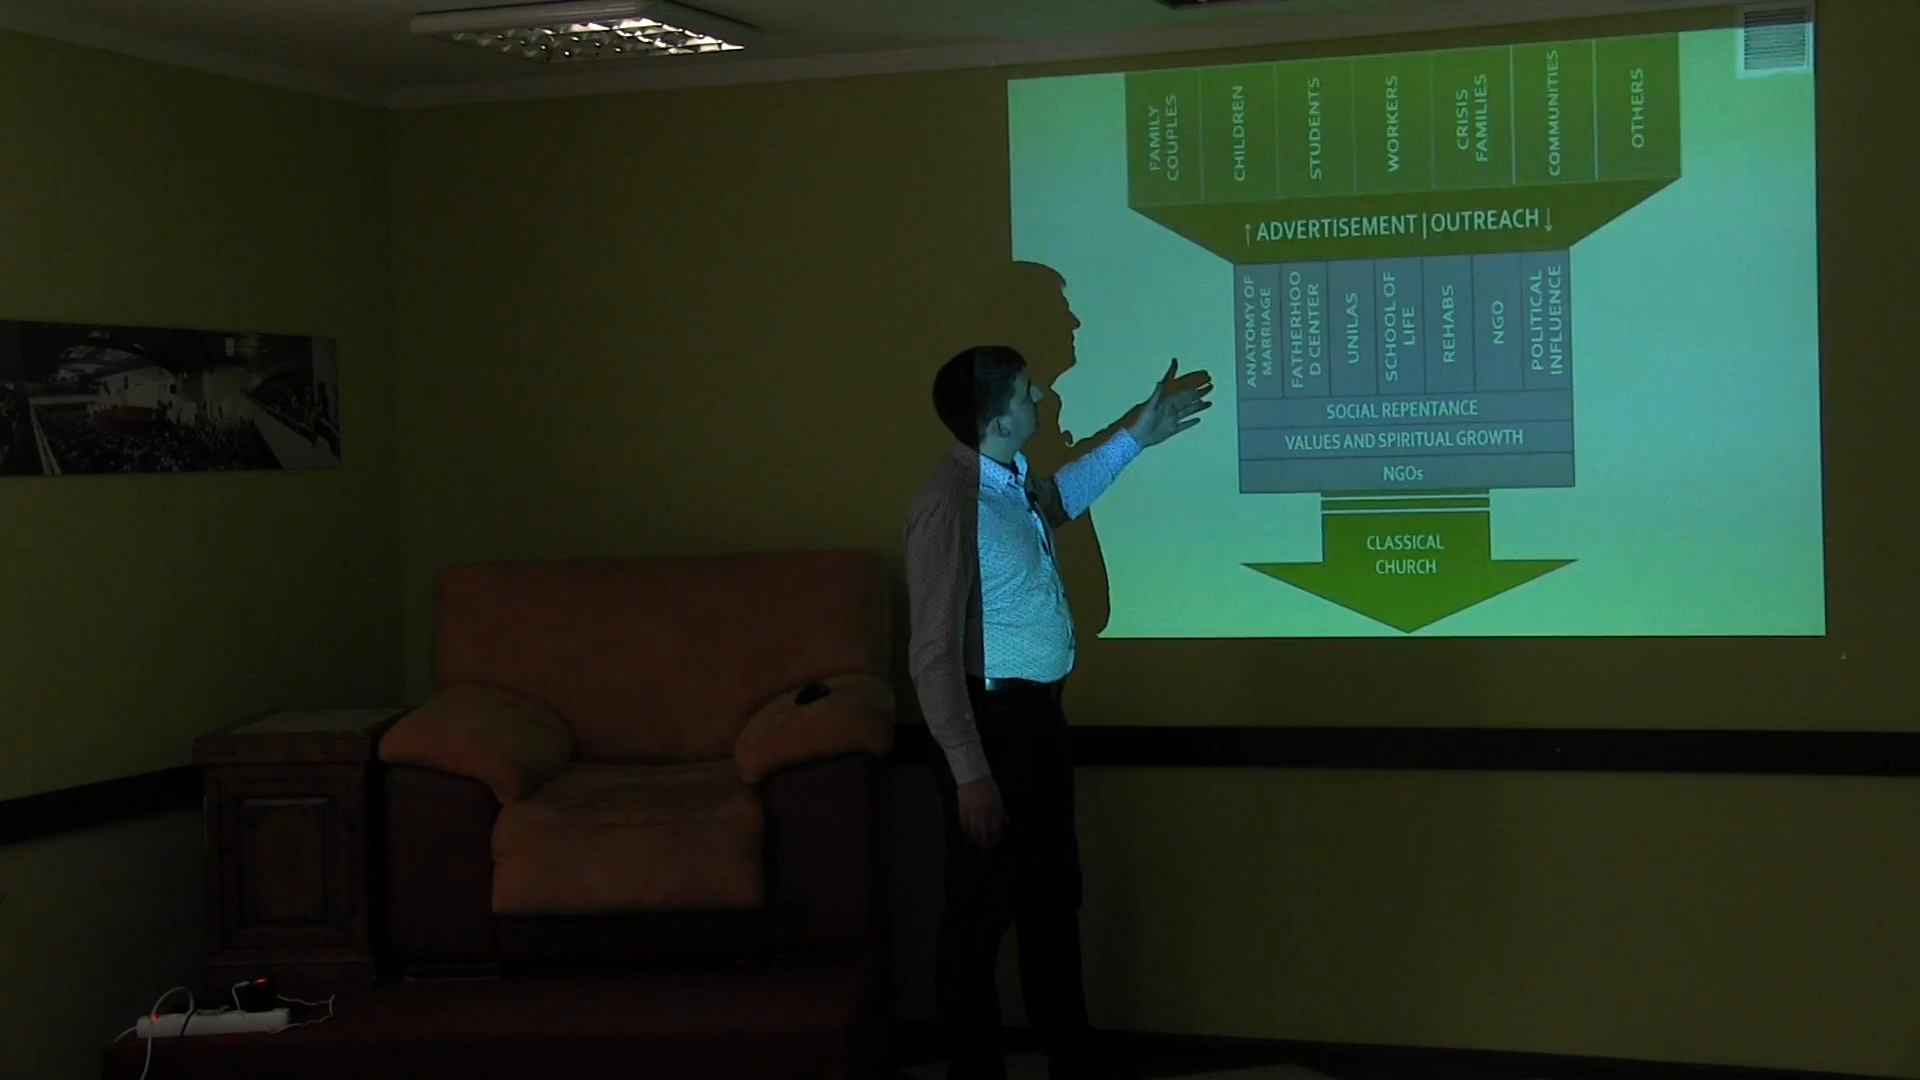 FAMILY
COUPLES
CHILDREN
STUDENTS
WORKERS
CRISIS
FAMILIES
COMMUNITIES
OTHERS
↑ADVERTISEMENT|OUTREACH↓
ANATOMY OF
MARRIAGE
FATHERHOO
D CENTER
UNILAS
SCHOOL OF
LIFE
REHABS
NGO
POLITICAL
INFLUENCE
SOCIAL REPENTANCE
VALUES AND SPIRITUAL GROWTH
NGOs
CLASSICAL
CHURCH